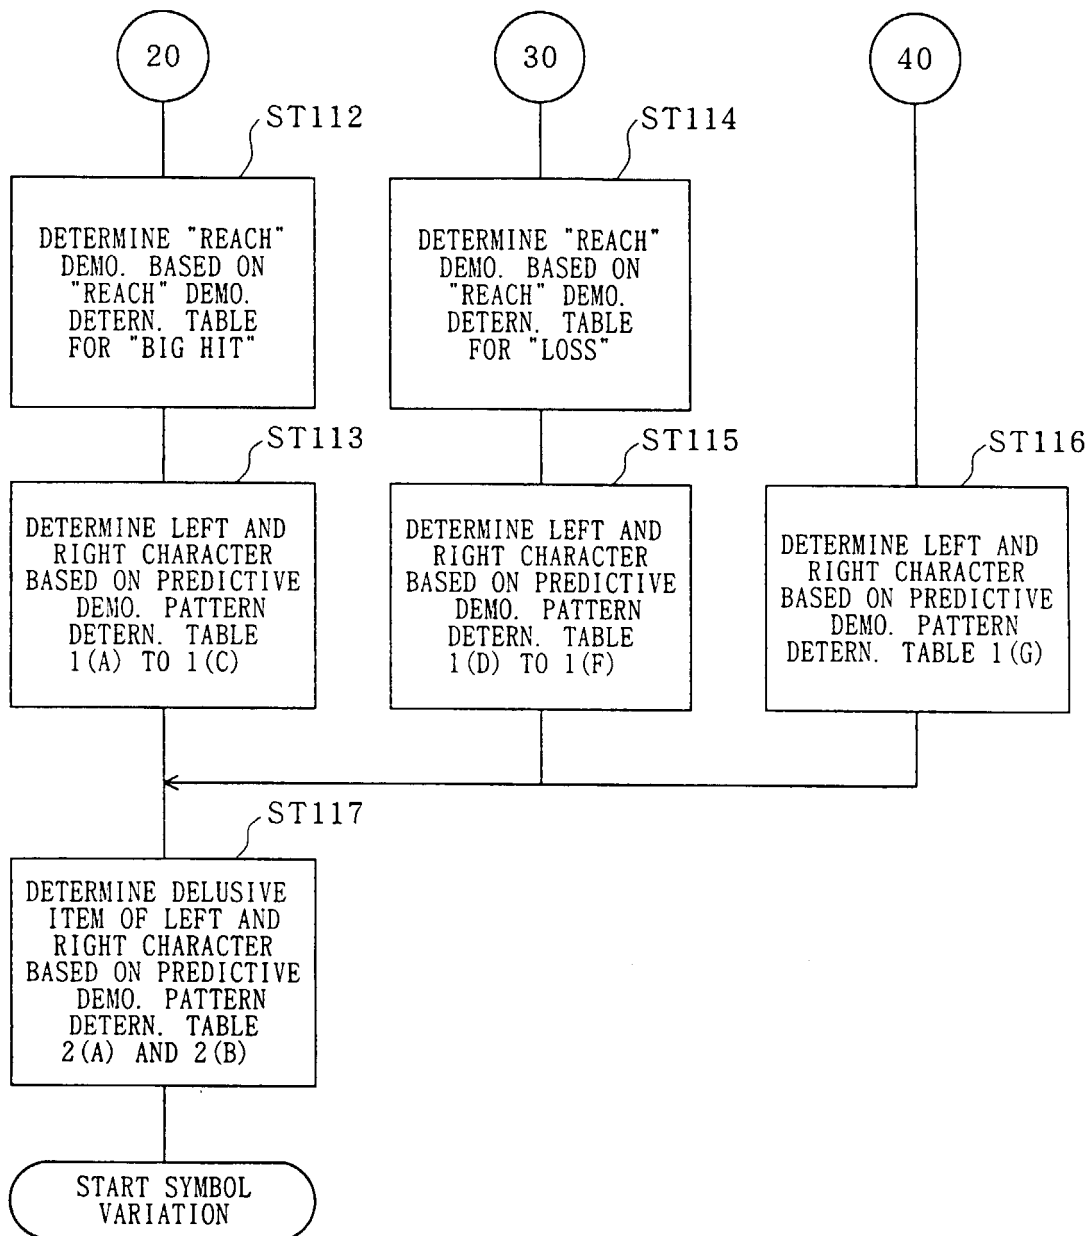 20
30
40
ST112
DETERMINE "REACH"
DEMO. BASED ON
"REACH" DEMO.
DETERN. TABLE
FOR "BIG HIT"
ST114
DETERMINE "REACH"
DEMO. BASED ON
"REACH" DEMO.
DETERN. TABLE
FOR "LOSS"
ST113
DETERMINE LEFT AND
RIGHT CHARACTER
BASED ON PREDICTIVE
DEMO. PATTERN
DETERN. TABLE
1(A) TO 1(C)
ST115
DETERMINE LEFT AND
RIGHT CHARACTER
BASED ON PREDICTIVE
DEMO. PATTERN
DETERN. TABLE
1(D) TO 1(F)
ST116
DETERMINE LEFT AND
RIGHT CHARACTER
BASED ON PREDICTIVE
DEMO. PATTERN
DETERN. TABLE 1(G)
ST117
DETERMINE DELUSIVE
ITEM OF LEFT AND
RIGHT CHARACTER
BASED ON PREDICTIVE
DEMO. PATTERN
DETERN. TABLE
2(A) AND 2(B)
START SYMBOL
VARIATION